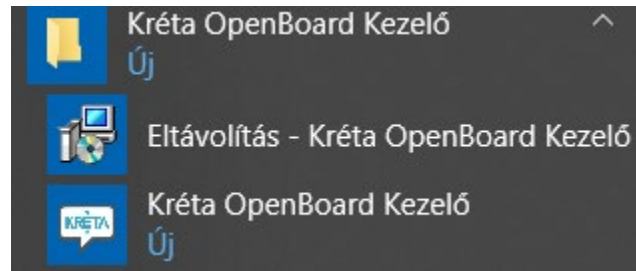 Kréta OpenBoard Kezelő
Új
Eltávolítás - Kréta OpenBoard Kezelő
KRÉTA
Kréta OpenBoard Kezelő
Új